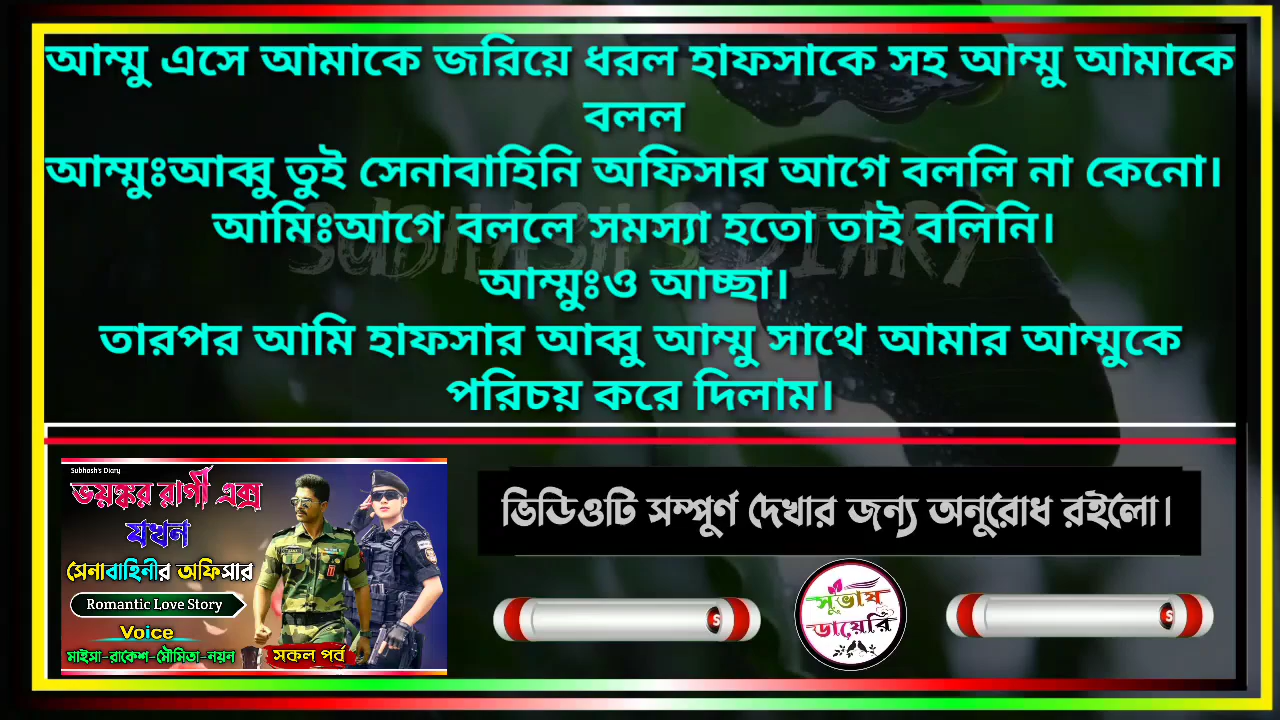 আম্মু এসে আমাকে জরিয়ে ধরল হাফসাকে সহ আম্মু আমাকে
বলল
আম্মুঃআব্বু তুই সেনাবাহিনি অফিসার আগে বললি না কেনো।
আমিঃআগে বললে সমস্যা হতো তাই বলিনি।
আম্মুঃও আচ্ছা।
তারপর আমি হাফসার আব্বু আম্মু সাথে আমার আম্মুকে
পরিচয় করে দিলাম।
SUBHASH'S DIARY
Subhash's Diary
ভয়ঙ্কর রাগী এক্স
যখন
সেনাবাহিনীর অফিসার
Romantic Love Story
Voice
মাইসা-রাকেশ-মৌমিতা-নয়ন
সকল পর্ব
ভিডিওটি সম্পুর্ণ দেখার জন্য অনুরোধ রইলো।
S
সুভাষ
ডায়েরি
S